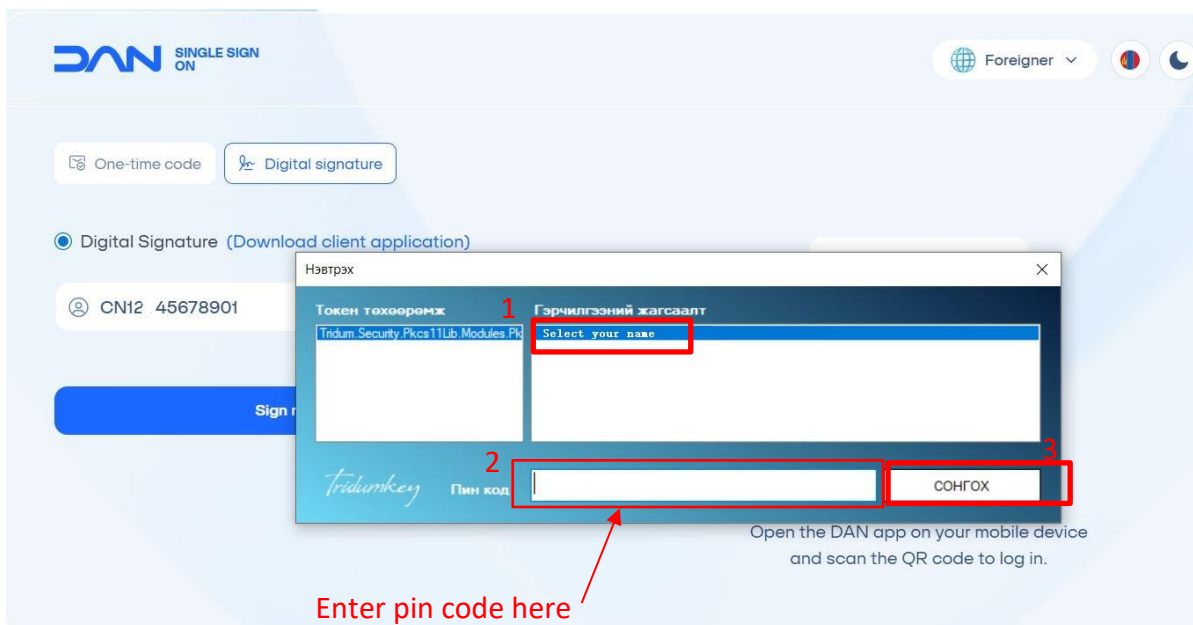 DAN SINGLE SIGN
ON
Foreigner
One-time code Digital signature
Digital Signature (Download client application)
CN12 45678901
Нэвтрэх
Токен төхөөрөмж 1 Гэрчилгээний жагсаалт
Tridum.Security.Pkcs11Lib.Modules.Pk Select your name
Sign
2 3
Tridumkey Пин код СОНГОХ
Open the DAN app on your mobile device
and scan the QR code to log in.
Enter pin code here